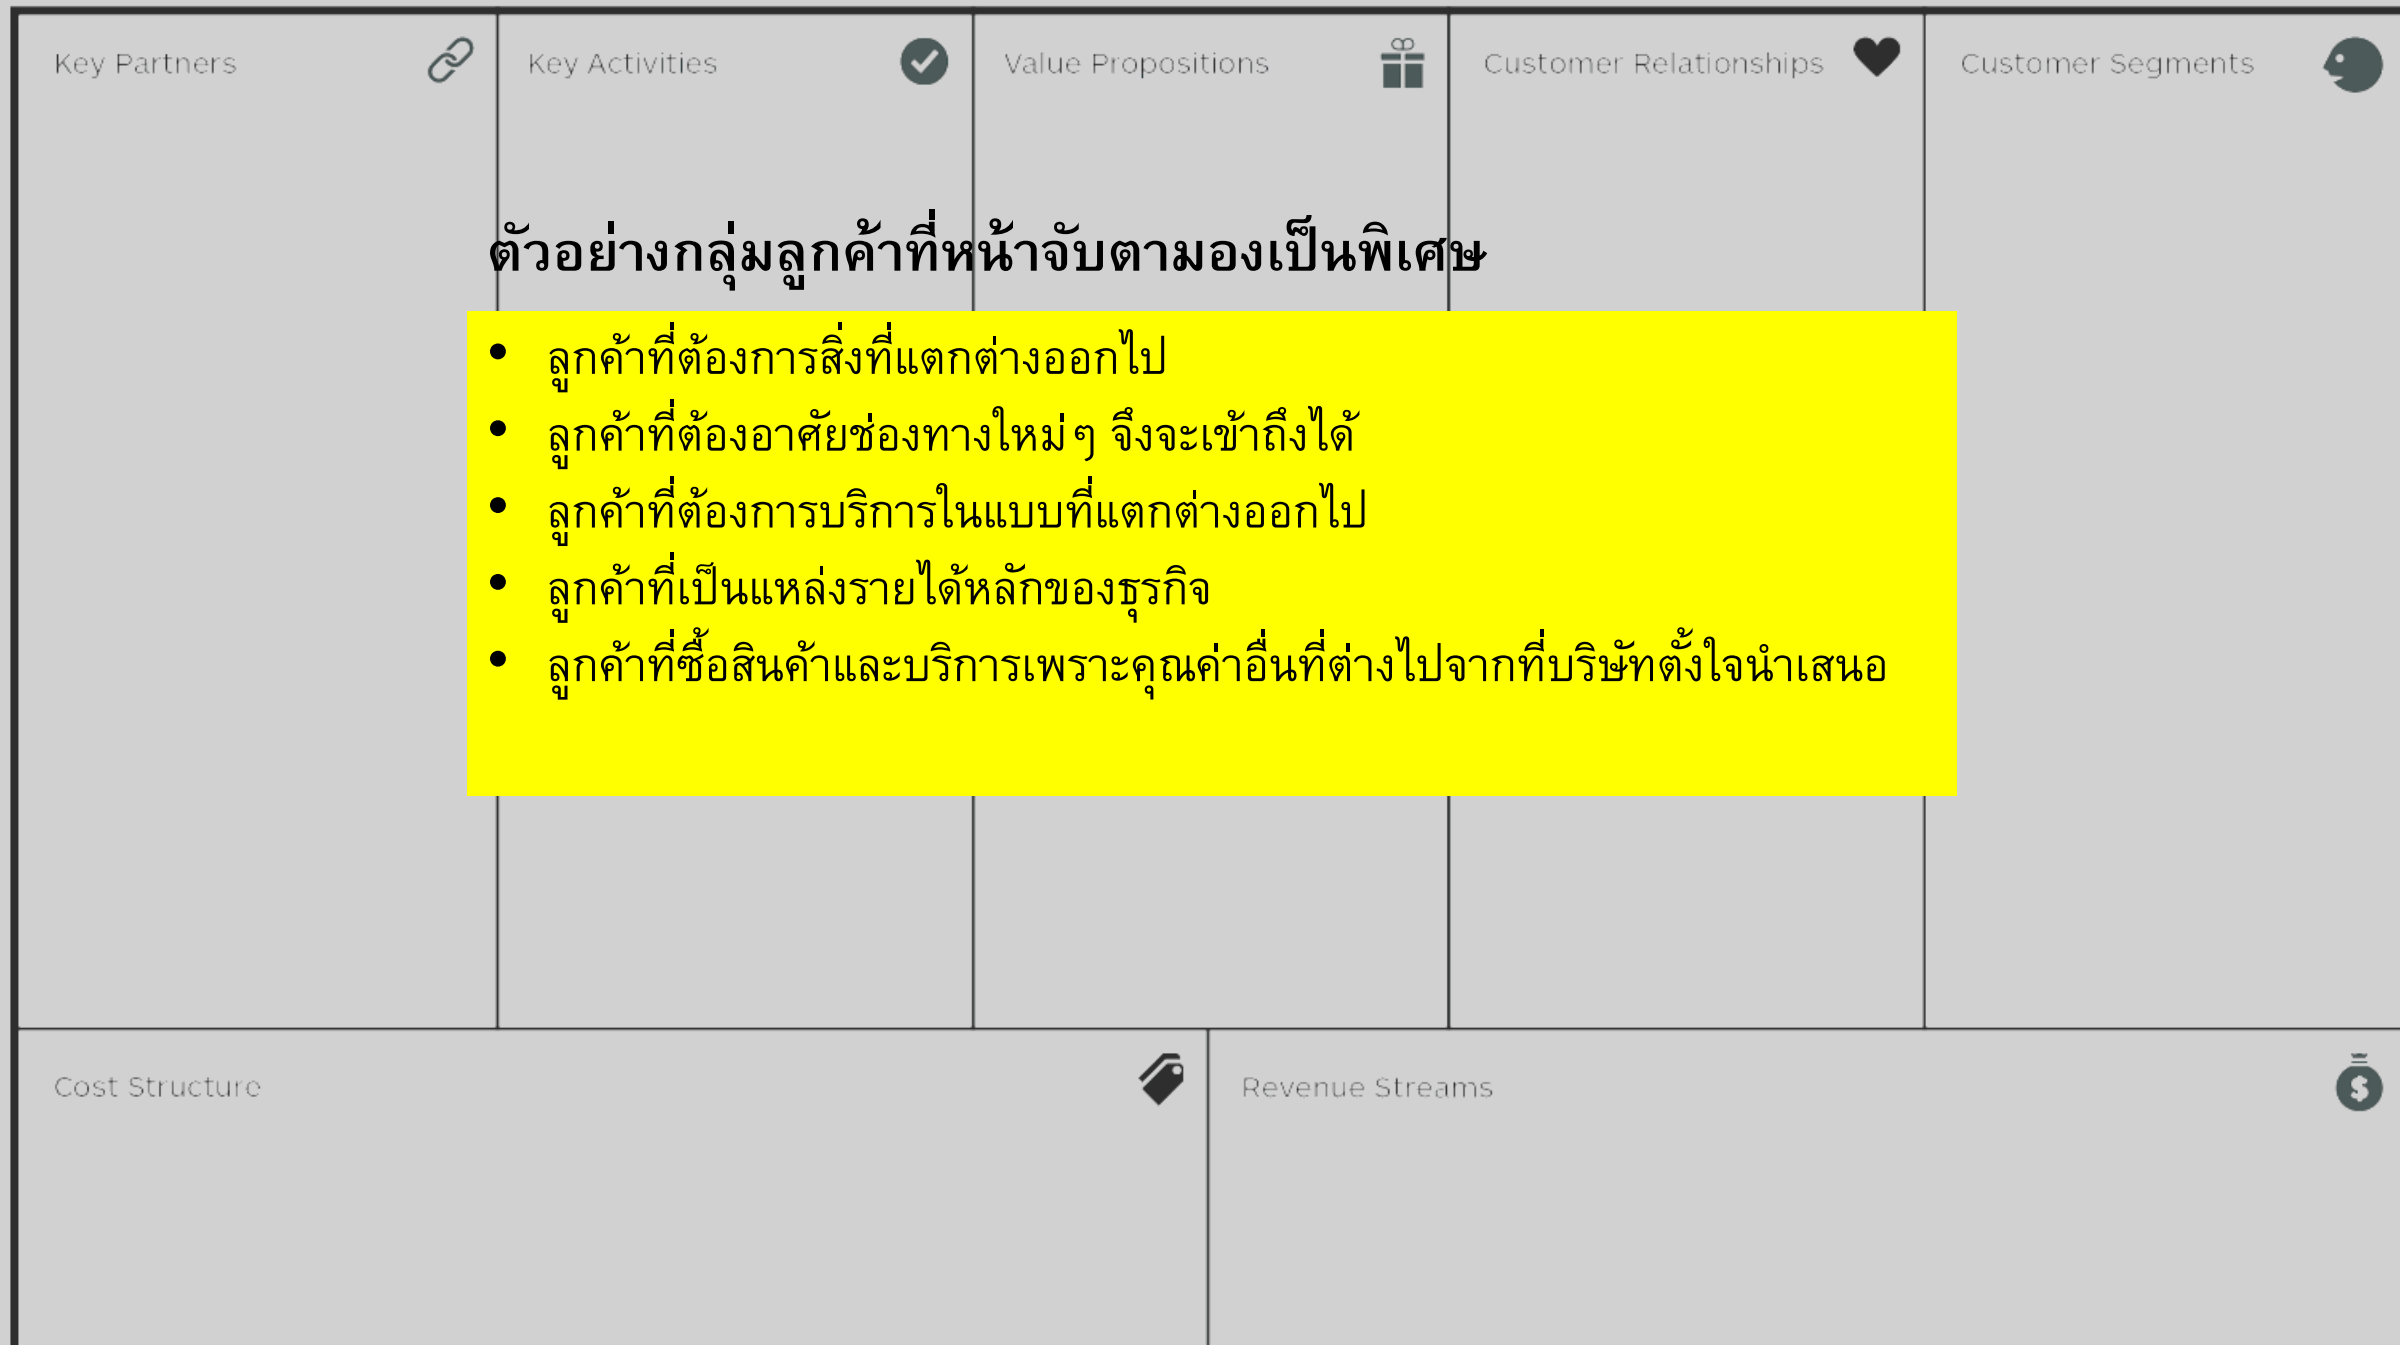 Key Partners
Key Activities
Value Propositions
Customer Relationships
Customer Segments
ตัวอย่างกลุ่มลูกค้าที่หน้าจับตามองเป็นพิเศษ
• ลูกค้าที่ต้องการสิ่งที่แตกต่างออกไป
• ลูกค้าที่ต้องอาศัยช่องทางใหม่ๆ จึงจะเข้าถึงได้
• ลูกค้าที่ต้องการบริการในแบบที่แตกต่างออกไป
• ลูกค้าที่เป็นแหล่งรายได้หลักของธุรกิจ
• ลูกค้าที่ซื้อสินค้าและบริการเพราะคุณค่าอื่นที่ต่างไปจากที่บริษัทตั้งใจนำเสนอ
Cost Structure
Revenue Streams